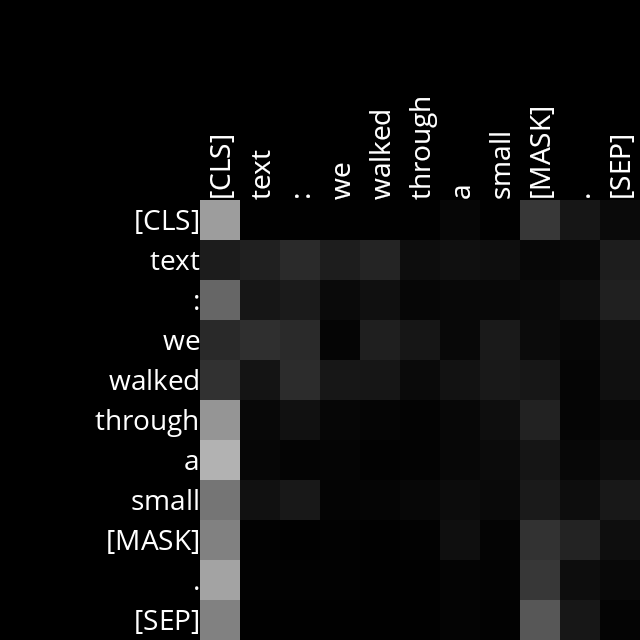 [CLS] text : we walked through a small [MASK] . [SEP]
[CLS]
text
:
we
walked
through
a
small
[MASK]
.
[SEP]